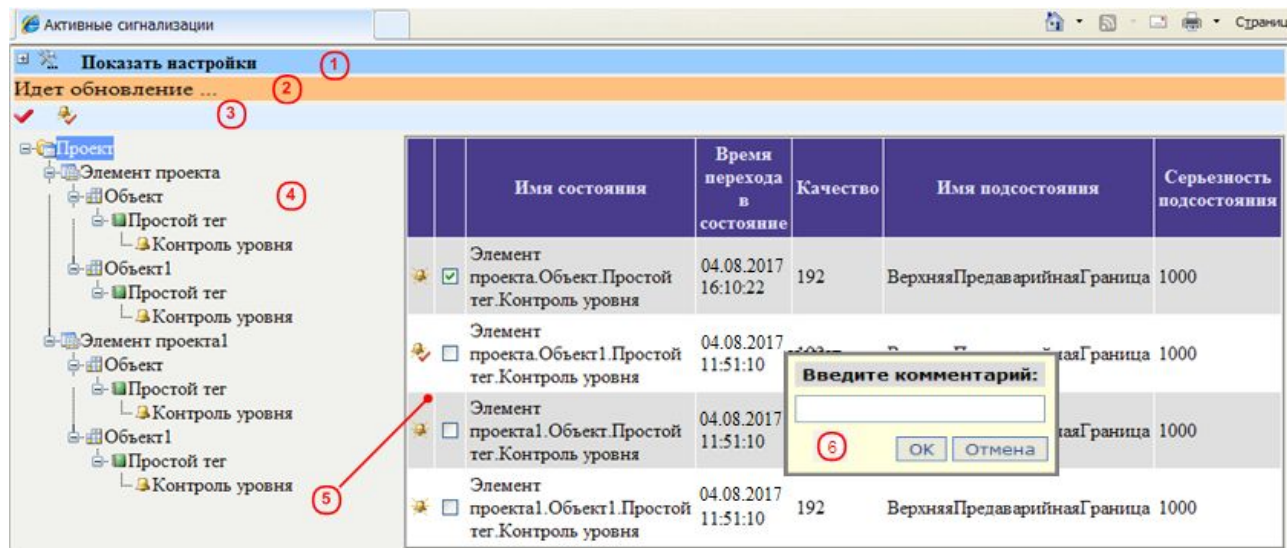 Активные сигнализации
Страниц
Показать настройки
1
Идет обновление ...
2
3
Проект
Элемент проекта
Объект
4
Простой тег
Контроль уровня
Объект1
Простой тег
Контроль уровня
Элемент проекта1
Объект
Простой тег
Контроль уровня
Объект1
Простой тег
Контроль уровня
5
Имя состояния
Время
перехода
в
состояние
Качество
Имя подсостояния
Серьезность
подсостояния
Элемент
проекта.Объект.Простой
тег.Контроль уровня
04.08.2017
16:10:22
192
ВерхняяПредаварийнаяГраница
1000
Элемент
проекта.Объект1.Простой
тег.Контроль уровня
04.08.2017
11:51:10
1000
Элемент
проекта1.Объект.Простой
тег.Контроль уровня
04.08.2017
11:51:10
аяГраница
1000
Элемент
проекта1.Объект1.Простой
тег.Контроль уровня
04.08.2017
11:51:10
192
ВерхняяПредаварийнаяГраница
1000
Введите комментарий:
6
OK
Отмена